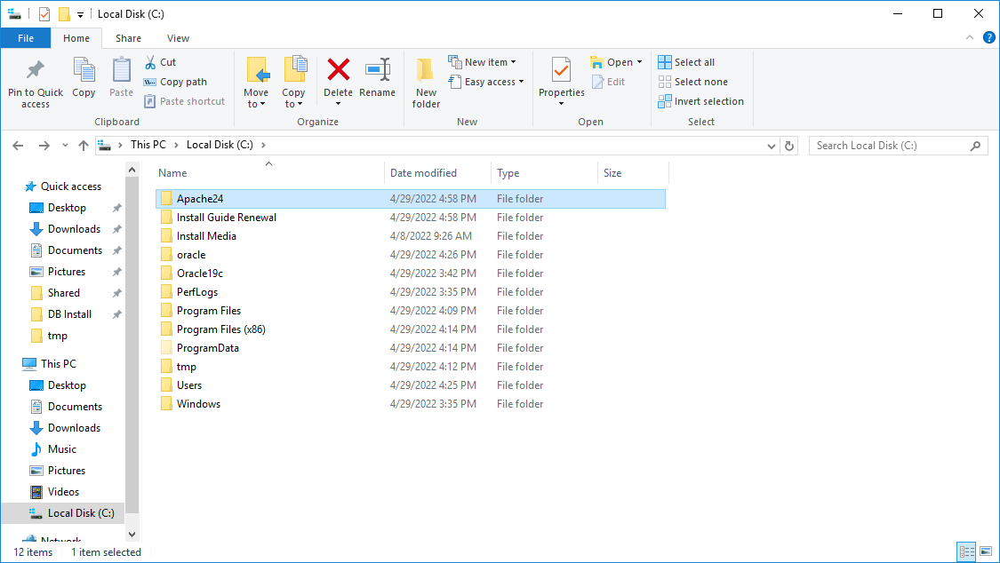 Local Disk (C:)
File Home Share View
Pin to Quick access
Copy
Paste
Cut
Copy path
Paste shortcut
Clipboard
Move to
Copy to
Delete
Rename
Organize
New folder
New item
Easy access
New
Properties
Open
Edit
Open
Select all
Select none
Invert selection
Select
This PC Local Disk (C:)
Search Local Disk (C:)
Quick access
Desktop
Downloads
Documents
Pictures
Shared
DB Install
tmp
This PC
Desktop
Documents
Downloads
Music
Pictures
Videos
Local Disk (C:)
Network
Name Date modified Type Size
Apache24 4/29/2022 4:58 PM File folder
Install Guide Renewal 4/29/2022 4:58 PM File folder
Install Media 4/8/2022 9:26 AM File folder
oracle 4/29/2022 4:26 PM File folder
Oracle19c 4/29/2022 3:42 PM File folder
PerfLogs 4/29/2022 3:35 PM File folder
Program Files 4/29/2022 4:09 PM File folder
Program Files (x86) 4/29/2022 4:14 PM File folder
ProgramData 4/29/2022 4:14 PM File folder
tmp 4/29/2022 4:12 PM File folder
Users 4/29/2022 4:25 PM File folder
Windows 4/29/2022 3:35 PM File folder
12 items 1 item selected